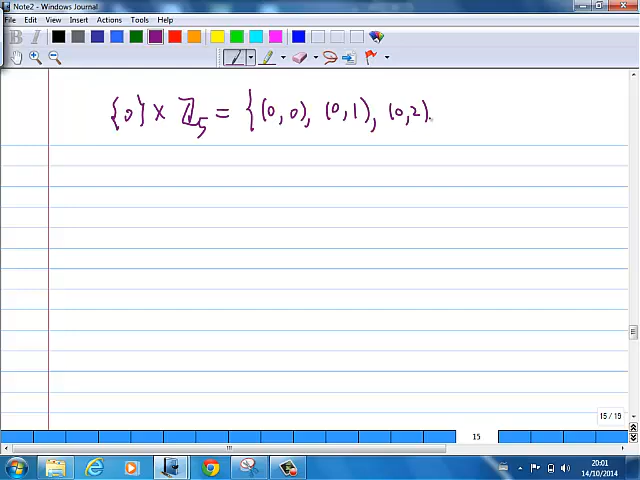 Note2 - Windows Journal
File Edit View Insert Actions Tools Help
B I
{0} × ℤ₅ = {(0, 0), (0,1), (0,2).
15 / 19
15
20:01
14/10/2014